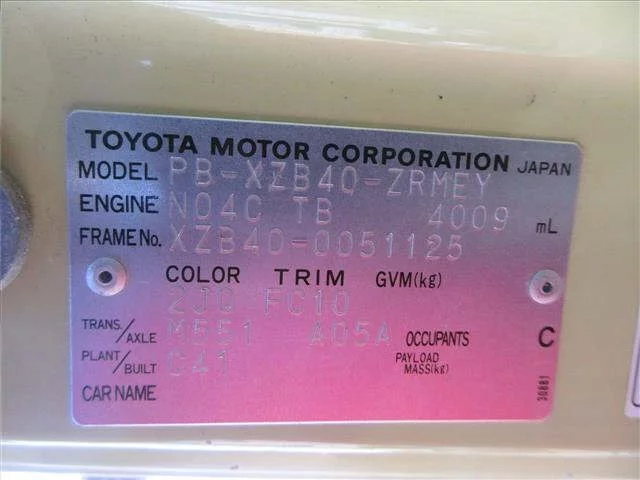 TOYOTA MOTOR CORPORATION JAPAN
MODEL PB-XZB40-ZRMEY
ENGINE N04C TB 4009 mL
FRAME No. XZB40-0051125
COLOR TRIM GVM(kg)
2J0 FC10
TRANS./AXLE M551 A05A OCCUPANTS C
PLANT/BUILT C41 PAYLOAD MASS(kg)
CAR NAME
30881